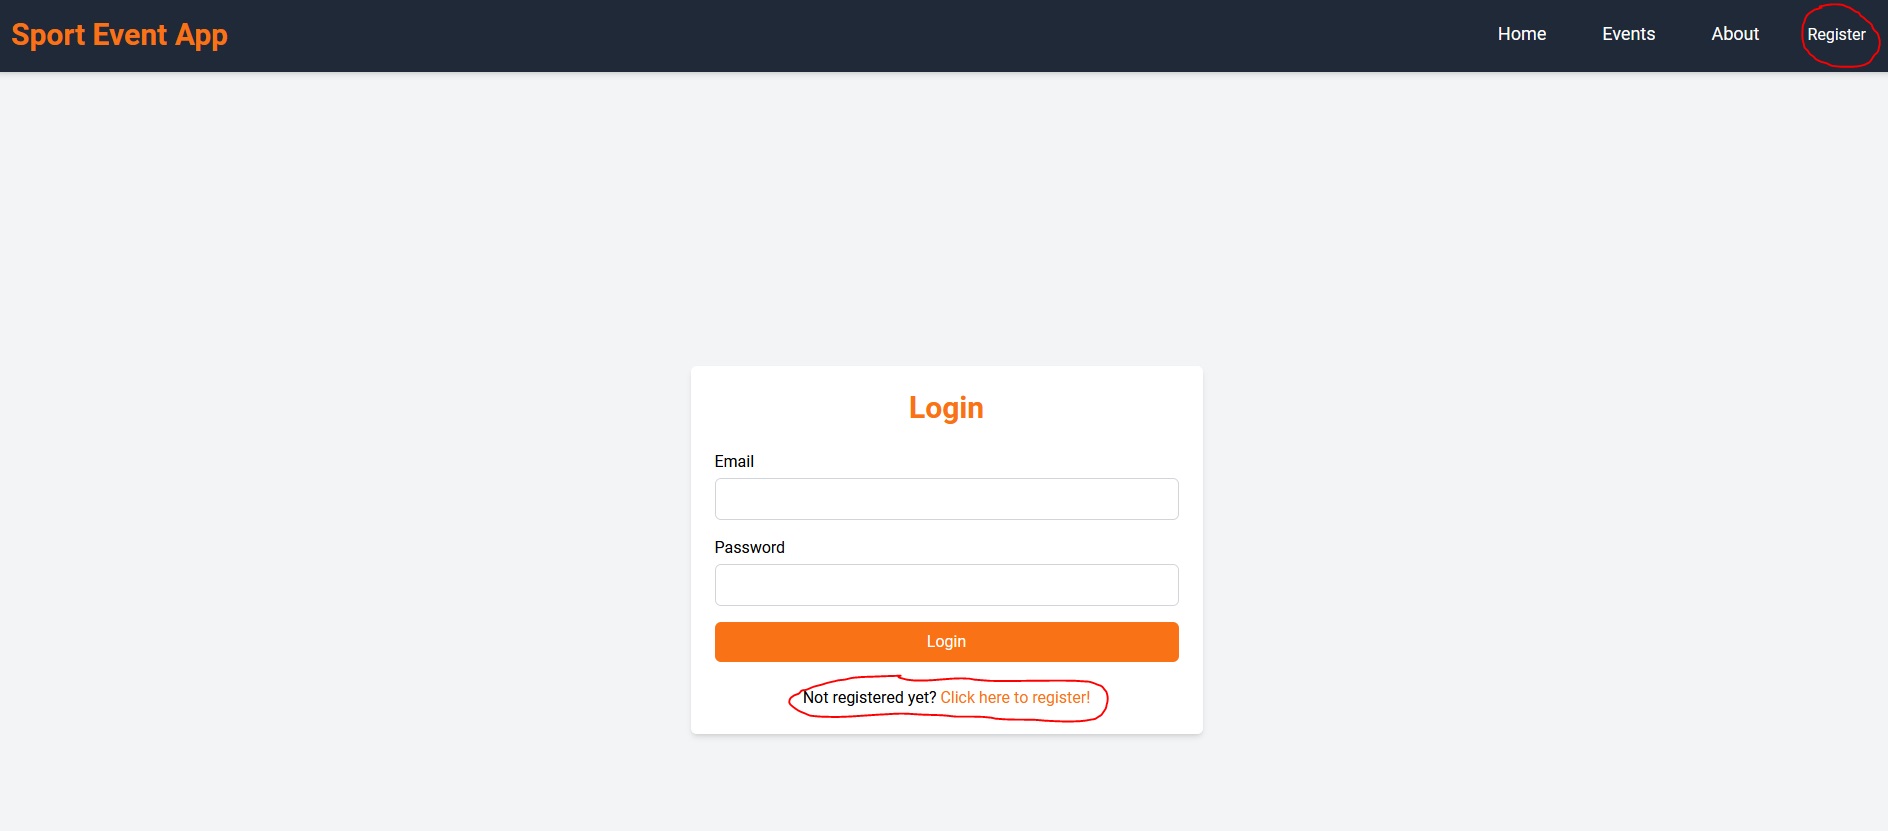 Sport Event App
Home Events About Register
Login
Email
Password
Login
Not registered yet? Click here to register!